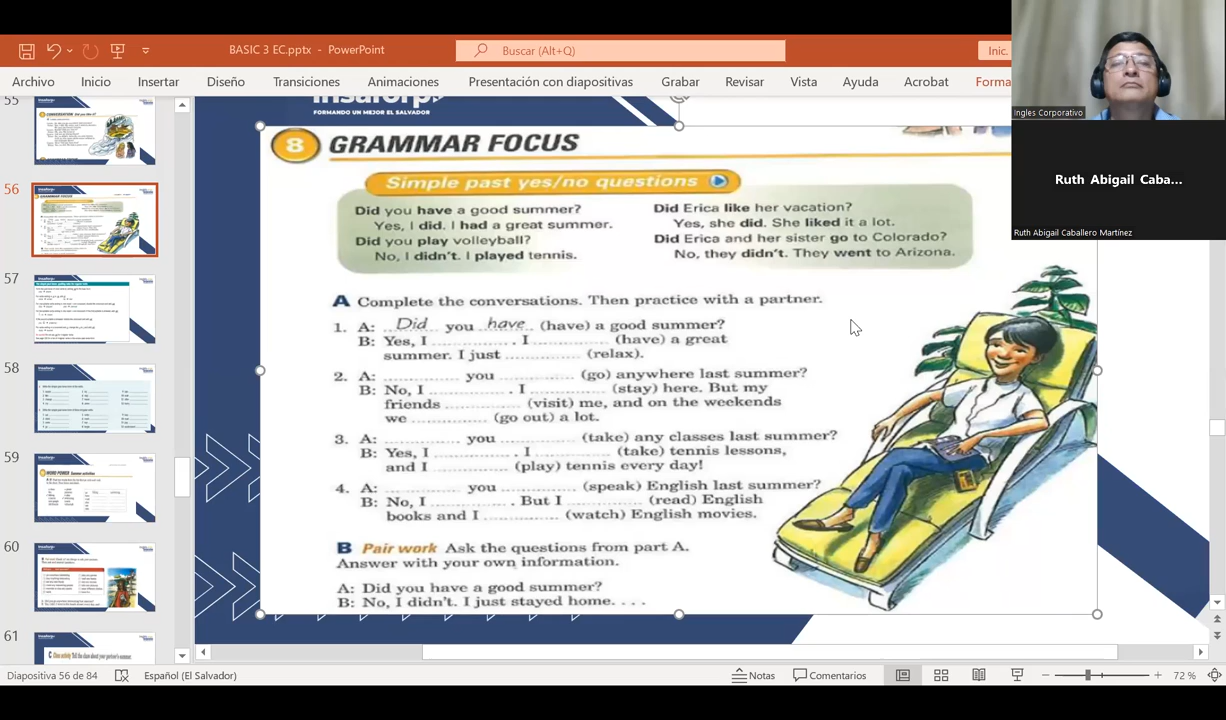 BASIC 3 EC.pptx - PowerPoint
Buscar (Alt+Q)
Inic.
Archivo Inicio Insertar Diseño Transiciones Animaciones Presentación con diapositivas Grabar Revisar Vista Ayuda Acrobat Forma
Ingles Corporativo
Ruth Abigail Caba...
Ruth Abigail Caballero Martínez
55
56
57
58
59
60
61
FORMANDO UN MEJOR EL SALVADOR
8 GRAMMAR FOCUS
Simple past yes/no questions
Did you have a good summer?
Yes, I did. I had a great summer.
Did you play volleyball?
No, I didn't. I played tennis.
Did Erica like her vacation?
Yes, she did. She liked it a lot.
Did Erica and her sister go to Colorado?
No, they didn't. They went to Arizona.
A Complete the conversations. Then practice with a partner.
1. A: Did you have (have) a good summer?
B: Yes, I ............ . I ............ (have) a great
summer. I just ............ (relax).
2. A: ............ you ............ (go) anywhere last summer?
B: No, I ............ . I ............ (stay) here. But my
friends ............ (visit) me, and on the weekends
we ............ (go out) a lot.
3. A: ............ you ............ (take) any classes last summer?
B: Yes, I ............ . I ............ (take) tennis lessons,
and I ............ (play) tennis every day!
4. A: ............ you ............ (speak) English last summer?
B: No, I ............ . But I ............ (read) English
books and I ............ (watch) English movies.
B Pair work Ask the questions from part A.
Answer with your own information.
A: Did you have a good summer?
B: No, I didn't. I just stayed home. . . .
Diapositiva 56 de 84
Español (El Salvador)
Notas
Comentarios
72 %